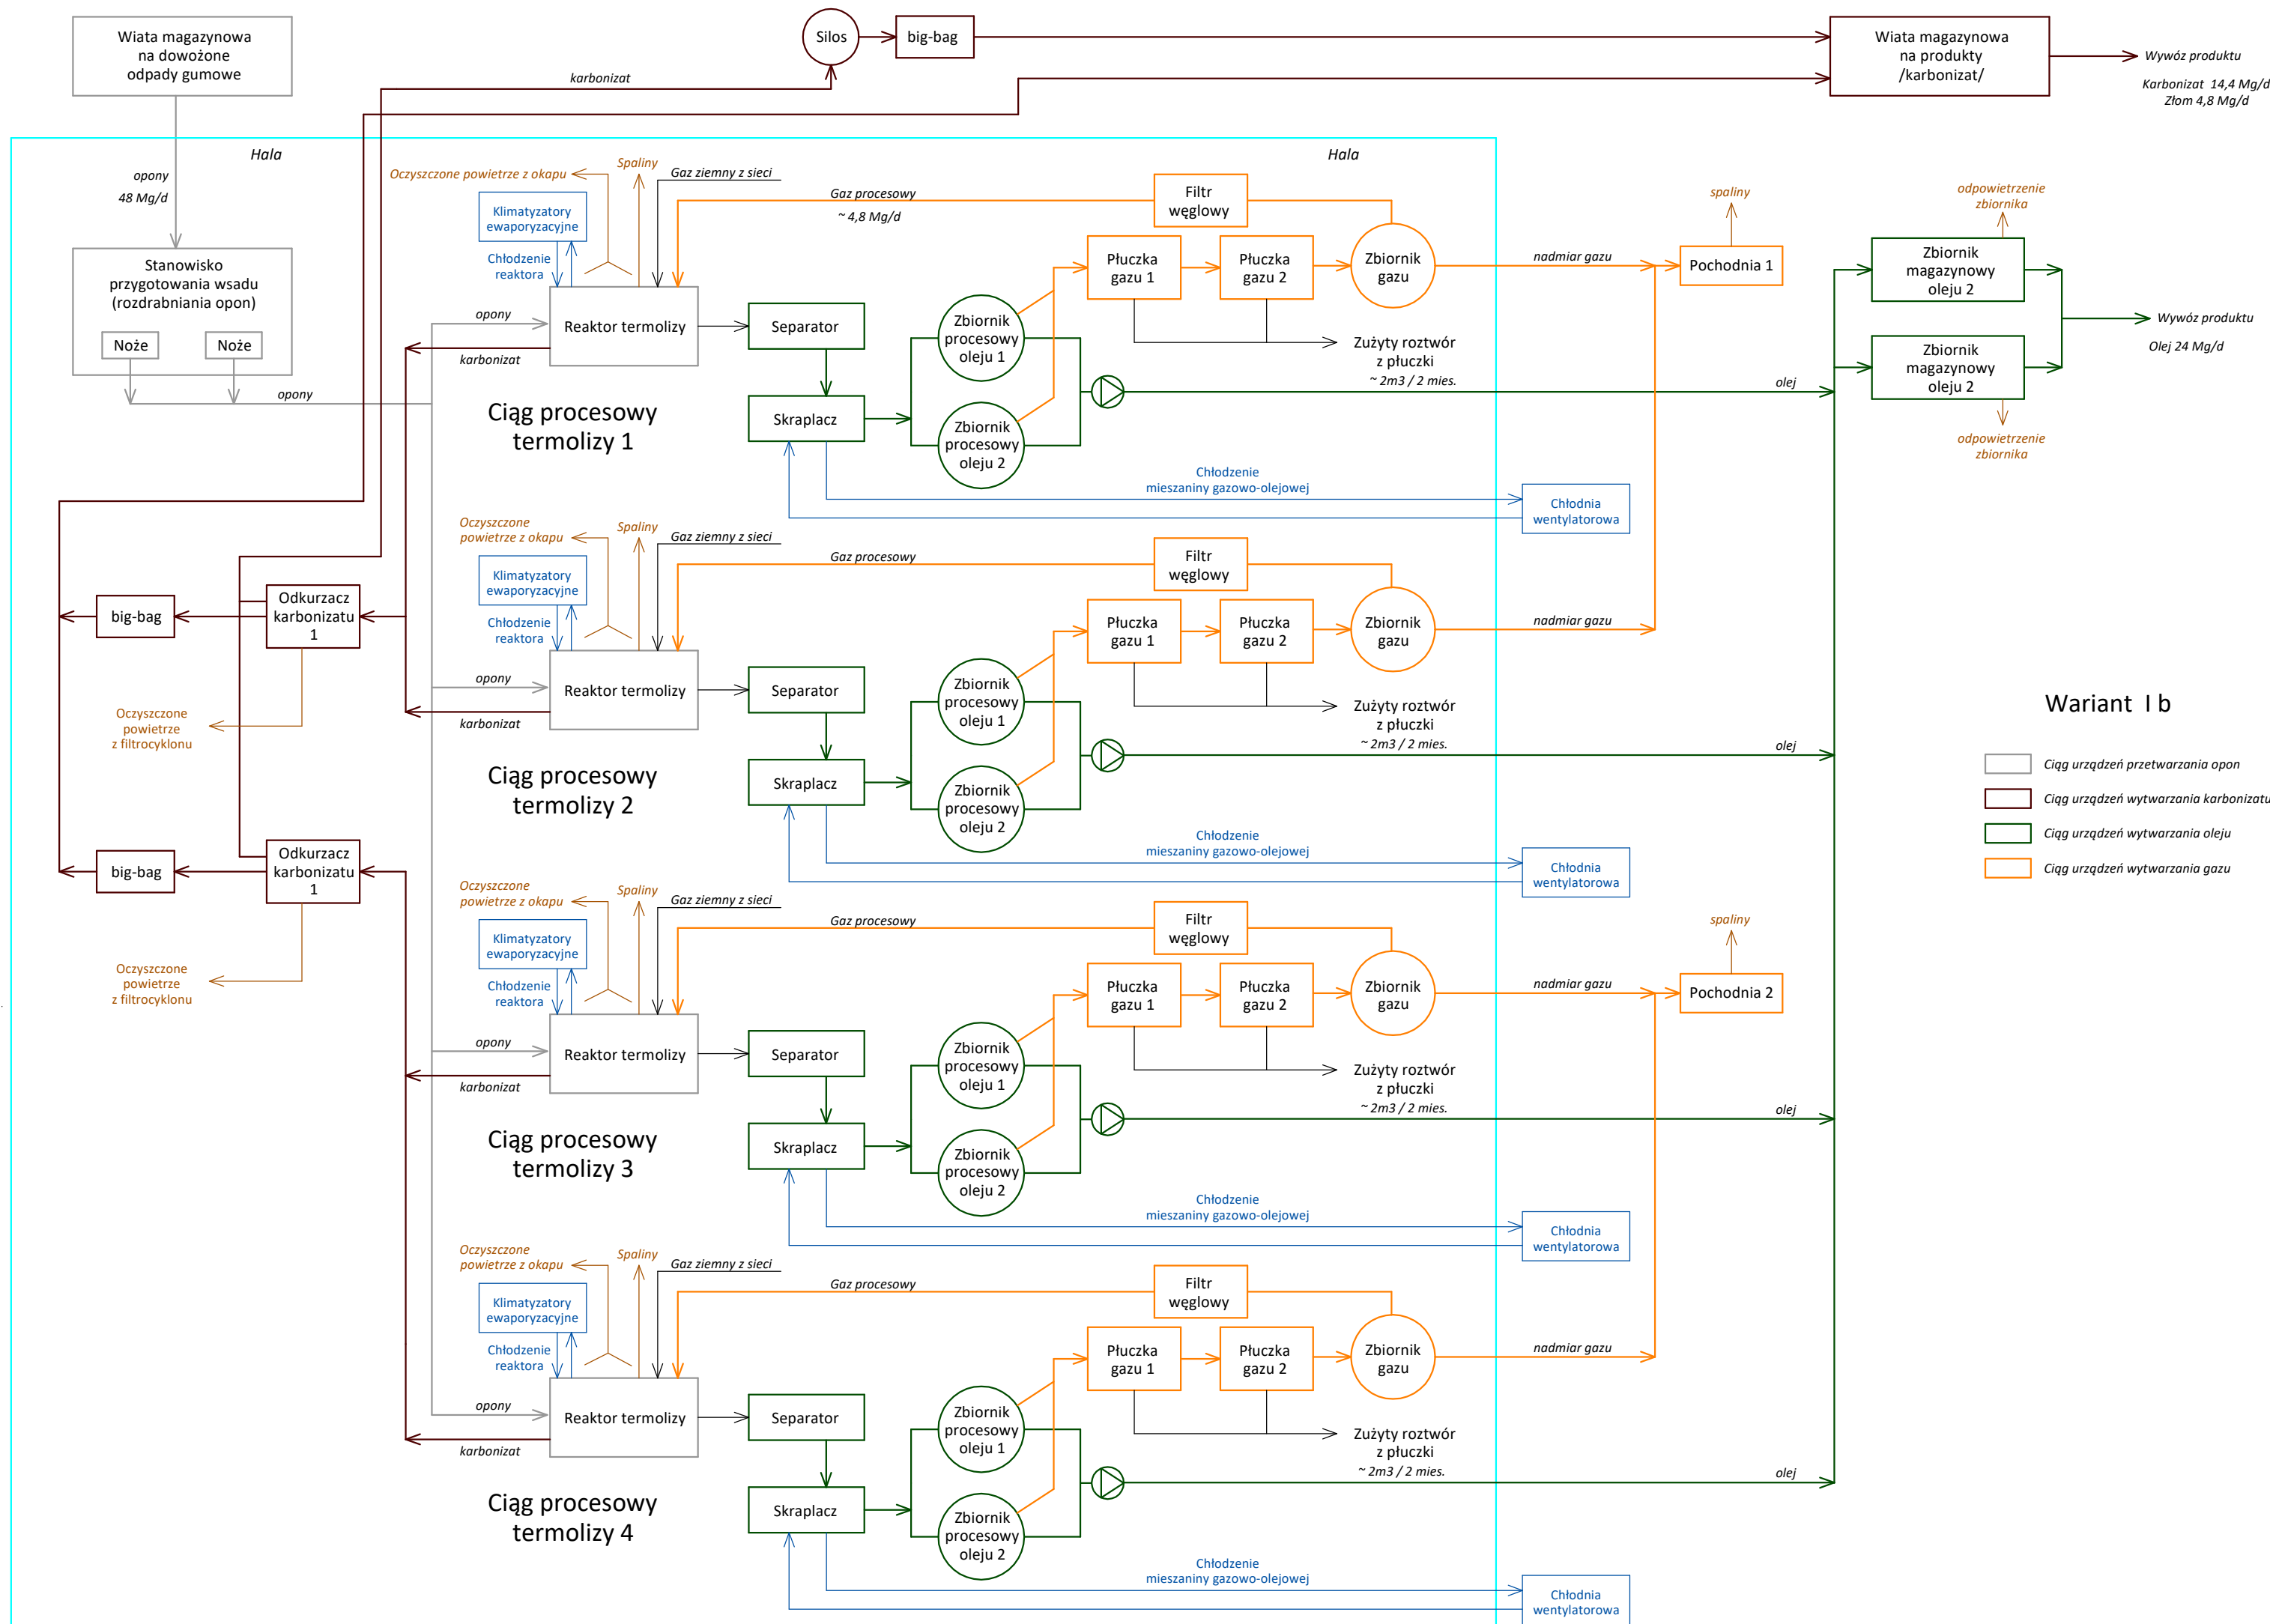 Wiata magazynowa
na dowożone
odpady gumowe
Silos
big-bag
Wiata magazynowa
na produkty
/karbonizat/
Wywóz produktu
Karbonizat 14,4 Mg/d
Złom 4,8 Mg/d
karbonizat
Hala
Hala
opony
48 Mg/d
Stanowisko
przygotowania wsadu
(rozdrabniania opon)
Noże
Noże
opony
Oczyszczone powietrze z okapu
Spaliny
Gaz ziemny z sieci
Klimatyzatory
ewaporyzacyjne
Chłodzenie
reaktora
Gaz procesowy
~ 4,8 Mg/d
Filtr
węglowy
Płuczka
gazu 1
Płuczka
gazu 2
Zbiornik
gazu
nadmiar gazu
spaliny
Pochodnia 1
odpowietrzenie
zbiornika
Zbiornik
magazynowy
oleju 2
Zbiornik
magazynowy
oleju 2
odpowietrzenie
zbiornika
Wywóz produktu
Olej 24 Mg/d
opony
Reaktor termolizy
karbonizat
Separator
Skraplacz
Zbiornik
procesowy
oleju 1
Zbiornik
procesowy
oleju 2
Zużyty roztwór
z płuczki
~ 2m3 / 2 mies.
olej
Ciąg procesowy
termolizy 1
Chłodzenie
mieszaniny gazowo-olejowej
Chłodnia
wentylatorowa
Oczyszczone
powietrze z okapu
Spaliny
Gaz ziemny z sieci
Klimatyzatory
ewaporyzacyjne
Chłodzenie
reaktora
Gaz procesowy
Filtr
węglowy
Płuczka
gazu 1
Płuczka
gazu 2
Zbiornik
gazu
nadmiar gazu
big-bag
Odkurzacz
karbonizatu
1
Oczyszczone
powietrze
z filtrocyklonu
opony
Reaktor termolizy
karbonizat
Separator
Skraplacz
Zbiornik
procesowy
oleju 1
Zbiornik
procesowy
oleju 2
Zużyty roztwór
z płuczki
~ 2m3 / 2 mies.
olej
Ciąg procesowy
termolizy 2
Chłodzenie
mieszaniny gazowo-olejowej
Chłodnia
wentylatorowa
Wariant I b
Ciąg urządzeń przetwarzania opon
Ciąg urządzeń wytwarzania karbonizatu
Ciąg urządzeń wytwarzania oleju
Ciąg urządzeń wytwarzania gazu
big-bag
Odkurzacz
karbonizatu
1
Oczyszczone
powietrze
z filtrocyklonu
Oczyszczone
powietrze z okapu
Spaliny
Gaz ziemny z sieci
Klimatyzatory
ewaporyzacyjne
Chłodzenie
reaktora
Gaz procesowy
Filtr
węglowy
Płuczka
gazu 1
Płuczka
gazu 2
Zbiornik
gazu
nadmiar gazu
spaliny
Pochodnia 2
opony
Reaktor termolizy
karbonizat
Separator
Skraplacz
Zbiornik
procesowy
oleju 1
Zbiornik
procesowy
oleju 2
Zużyty roztwór
z płuczki
~ 2m3 / 2 mies.
olej
Ciąg procesowy
termolizy 3
Chłodzenie
mieszaniny gazowo-olejowej
Chłodnia
wentylatorowa
Oczyszczone
powietrze z okapu
Spaliny
Gaz ziemny z sieci
Klimatyzatory
ewaporyzacyjne
Chłodzenie
reaktora
Gaz procesowy
Filtr
węglowy
Płuczka
gazu 1
Płuczka
gazu 2
Zbiornik
gazu
nadmiar gazu
opony
Reaktor termolizy
karbonizat
Separator
Skraplacz
Zbiornik
procesowy
oleju 1
Zbiornik
procesowy
oleju 2
Zużyty roztwór
z płuczki
~ 2m3 / 2 mies.
olej
Ciąg procesowy
termolizy 4
Chłodzenie
mieszaniny gazowo-olejowej
Chłodnia
wentylatorowa